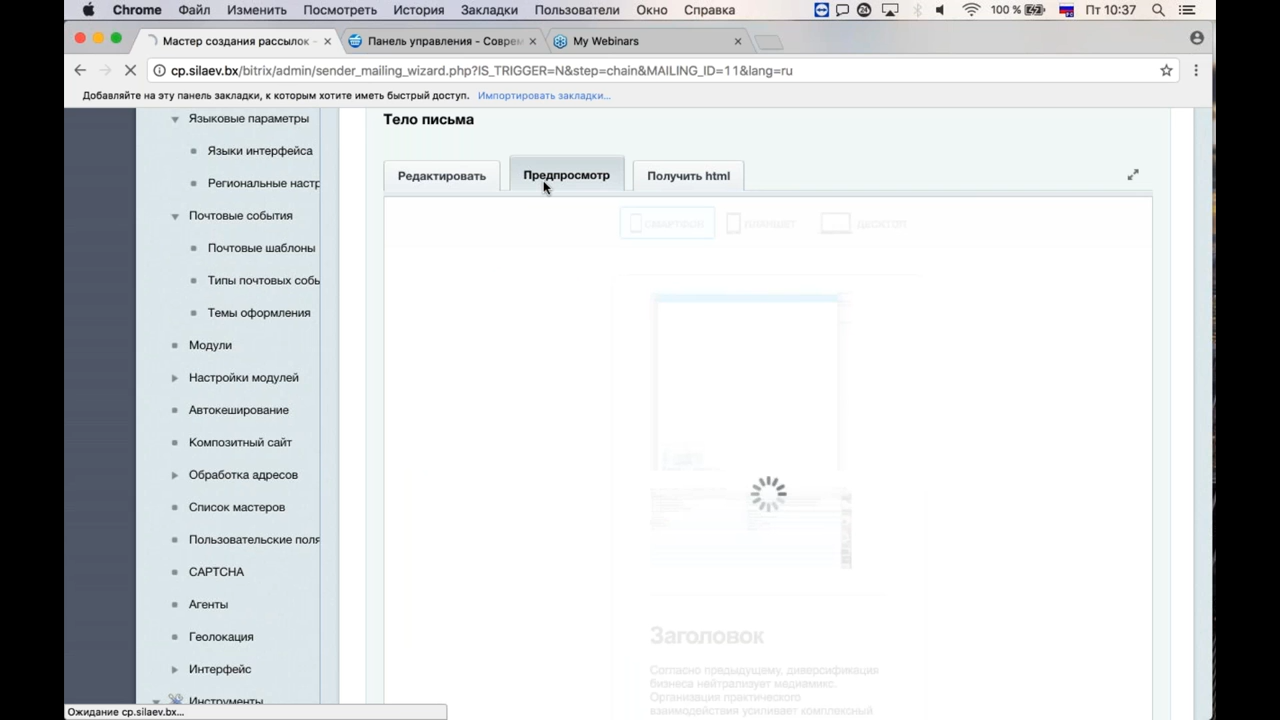 Chrome Файл Изменить Посмотреть История Закладки Пользователи Окно Справка 24 100 % Пт 10:37
Мастер создания рассылок - Панель управления - Соврем My Webinars
cp.silaev.bx/bitrix/admin/sender_mailing_wizard.php?IS_TRIGGER=N&step=chain&MAILING_ID=11&lang=ru
Добавляйте на эту панель закладки, к которым хотите иметь быстрый доступ. Импортировать закладки...
Языковые параметры
Языки интерфейса
Региональные настр
Почтовые события
Почтовые шаблоны
Типы почтовых собы
Темы оформления
Модули
Настройки модулей
Автокеширование
Композитный сайт
Обработка адресов
Список мастеров
Пользовательские поля
CAPTCHA
Агенты
Геолокация
Интерфейс
Инструменты
Тело письма
Редактировать Предпросмотр Получить html
СМАРТФОН ПЛАНШЕТ ДЕСКТОП
Заголовок
Согласно предыдущему, диверсификация
бизнеса нейтрализует медиамикс.
Организация практического
взаимодействия усиливает комплексный
Ожидание cp.silaev.bx...